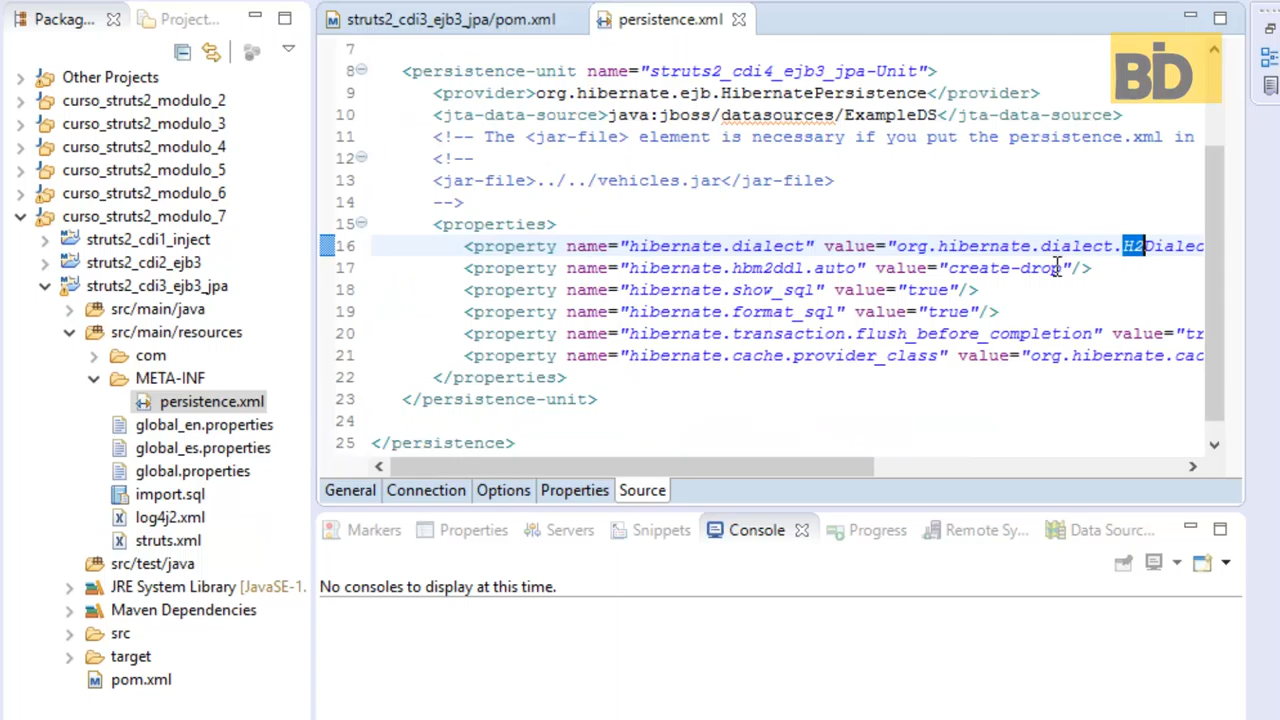 Packag...
Project...
Other Projects
curso_struts2_modulo_2
curso_struts2_modulo_3
curso_struts2_modulo_4
curso_struts2_modulo_5
curso_struts2_modulo_6
curso_struts2_modulo_7
struts2_cdi1_inject
struts2_cdi2_ejb3
struts2_cdi3_ejb3_jpa
src/main/java
src/main/resources
com
META-INF
persistence.xml
global_en.properties
global_es.properties
global.properties
import.sql
log4j2.xml
struts.xml
src/test/java
JRE System Library [JavaSE-1.
Maven Dependencies
src
target
pom.xml
struts2_cdi3_ejb3_jpa/pom.xml
persistence.xml
BD
7
8 <persistence-unit name="struts2_cdi4_ejb3_jpa-Unit">
9 <provider>org.hibernate.ejb.HibernatePersistence</provider>
10 <jta-data-source>java:jboss/datasources/ExampleDS</jta-data-source>
11 <!-- The <jar-file> element is necessary if you put the persistence.xml in
12 <!--
13 <jar-file>../../vehicles.jar</jar-file>
14 -->
15 <properties>
16 <property name="hibernate.dialect" value="org.hibernate.dialect.H2Dialec
17 <property name="hibernate.hbm2ddl.auto" value="create-drop"/>
18 <property name="hibernate.show_sql" value="true"/>
19 <property name="hibernate.format_sql" value="true"/>
20 <property name="hibernate.transaction.flush_before_completion" value="tr
21 <property name="hibernate.cache.provider_class" value="org.hibernate.cac
22 </properties>
23 </persistence-unit>
24
25 </persistence>
General Connection Options Properties Source
Markers Properties Servers Snippets Console Progress Remote Sy... Data Sourc...
No consoles to display at this time.